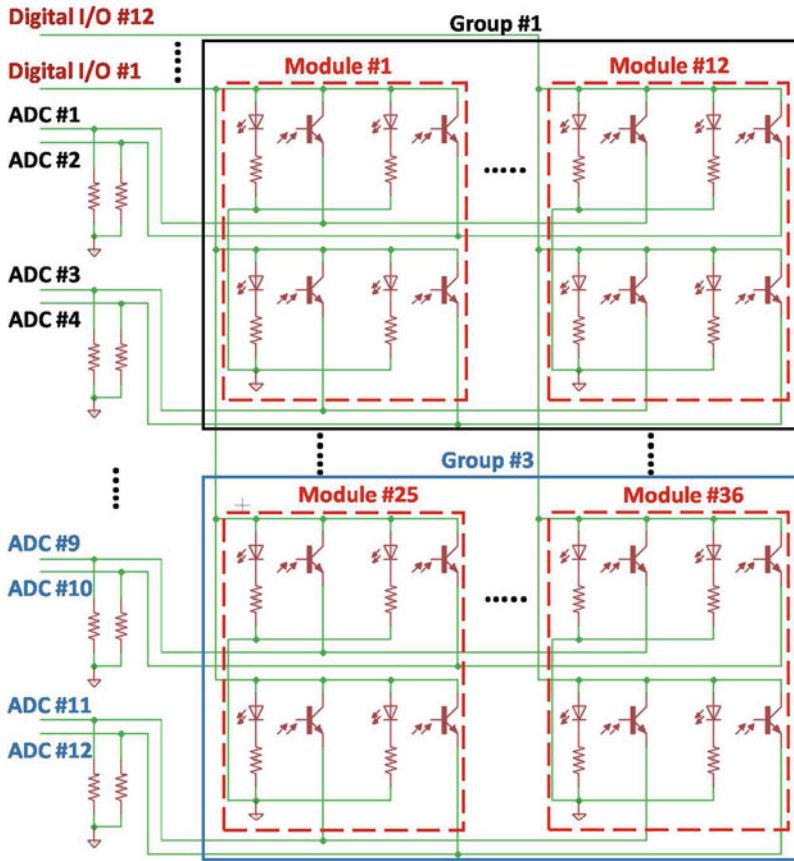 Digital I/O #12
Group #1
Digital I/O #1
Module #1
Module #12
ADC #1
ADC #2
ADC #3
ADC #4
Group #3
Module #25
Module #36
ADC #9
ADC #10
ADC #11
ADC #12